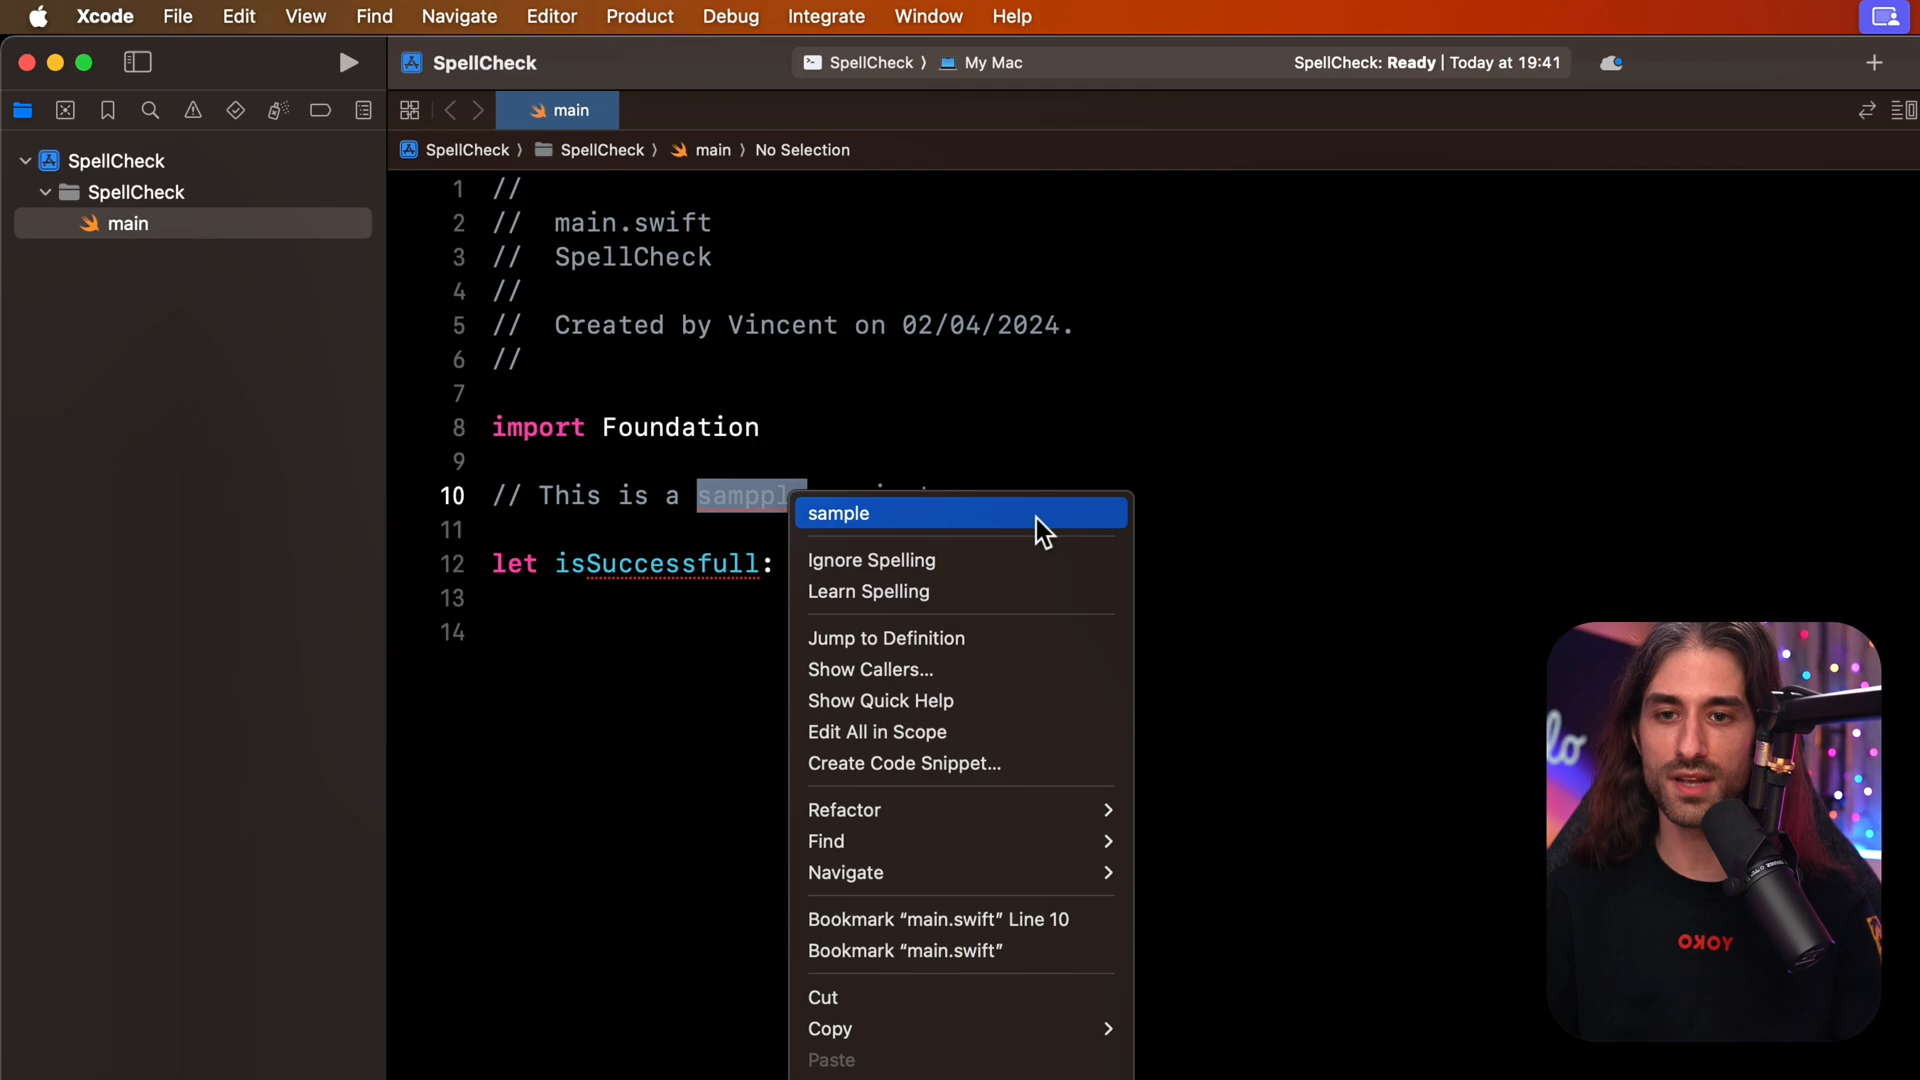 Xcode File Edit View Find Navigate Editor Product Debug Integrate Window Help
SpellCheck
SpellCheck ⟩ My Mac
SpellCheck: Ready | Today at 19:41
main
SpellCheck ⟩ SpellCheck ⟩ main ⟩ No Selection
SpellCheck
SpellCheck
main
1 //
2 // main.swift
3 // SpellCheck
4 //
5 // Created by Vincent on 02/04/2024.
6 //
7
8 import Foundation
9
10 // This is a samppl
11
12 let isSuccessfull:
13
14
sample
Ignore Spelling
Learn Spelling
Jump to Definition
Show Callers...
Show Quick Help
Edit All in Scope
Create Code Snippet...
Refactor
Find
Navigate
Bookmark “main.swift” Line 10
Bookmark “main.swift”
Cut
Copy
Paste
lo
YOKO